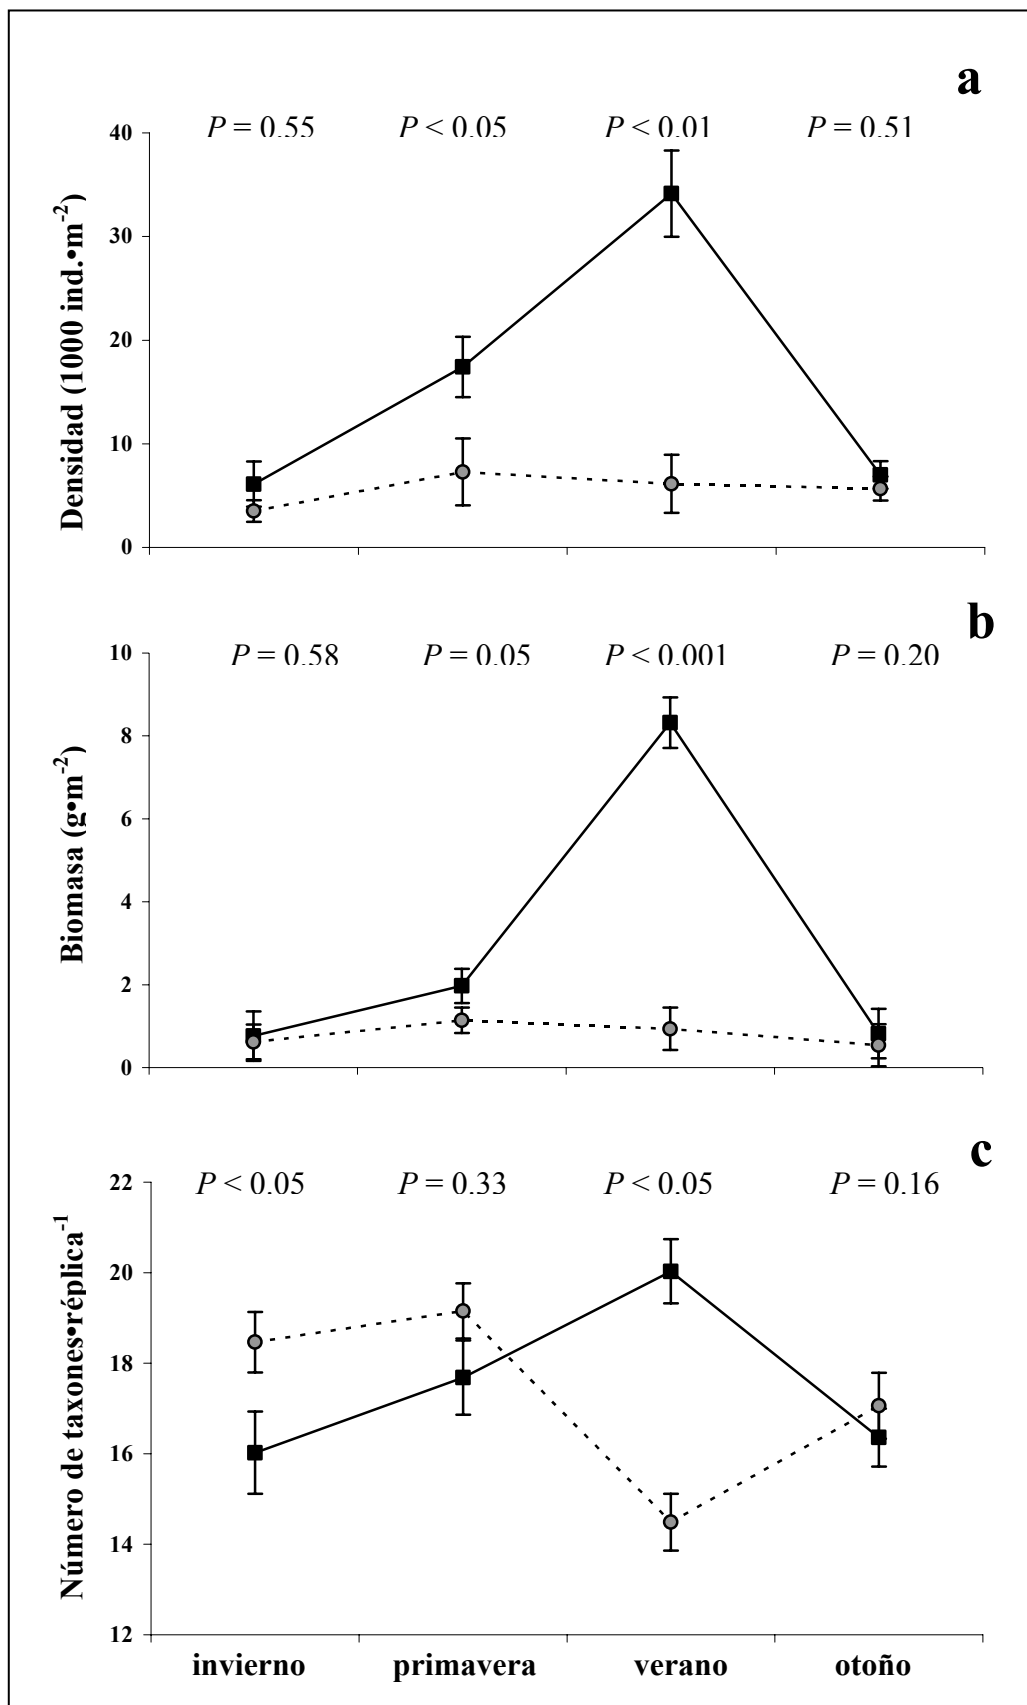 a
P = 0.55 P < 0.05 P < 0.01 P = 0.51
40
30
20
10
0
Densidad (1000 ind.•m-2)
b
P = 0.58 P = 0.05 P < 0.001 P = 0.20
10
8
6
4
2
0
Biomasa (g•m-2)
c
P < 0.05 P = 0.33 P < 0.05 P = 0.16
22
20
18
16
14
12
Número de taxones•réplica-1
invierno primavera verano otoño